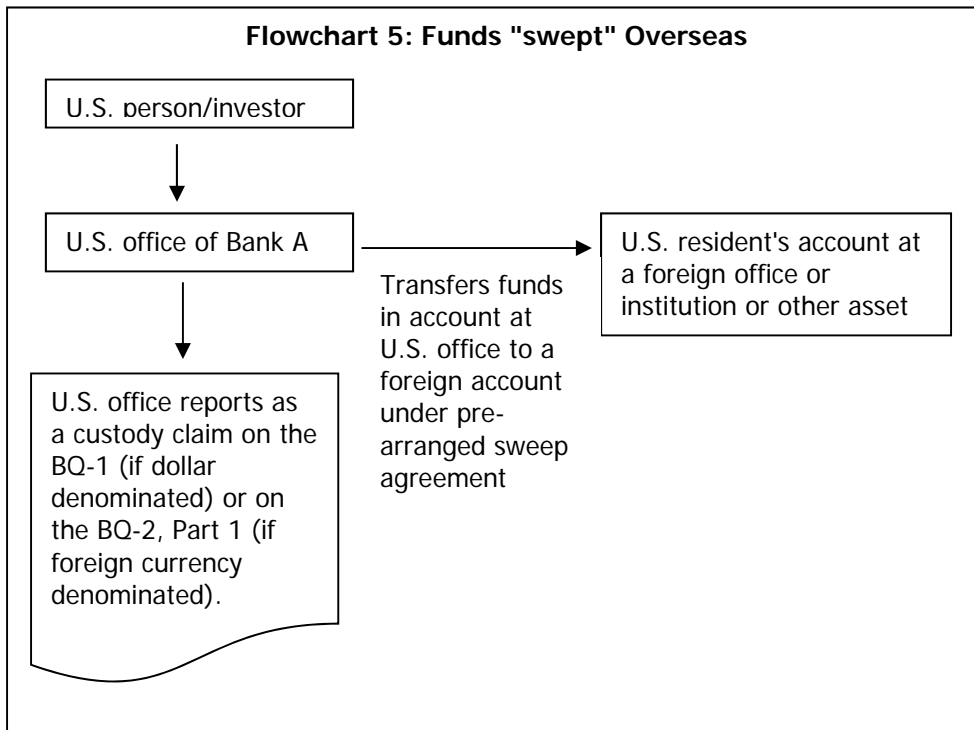 Flowchart 5: Funds "swept" Overseas
U.S. person/investor
U.S. office of Bank A
U.S. resident's account at
a foreign office or
institution or other asset
Transfers funds
in account at
U.S. office to a
foreign account
under pre-
arranged sweep
agreement
U.S. office reports as
a custody claim on the
BQ-1 (if dollar
denominated) or on
the BQ-2, Part 1 (if
foreign currency
denominated).